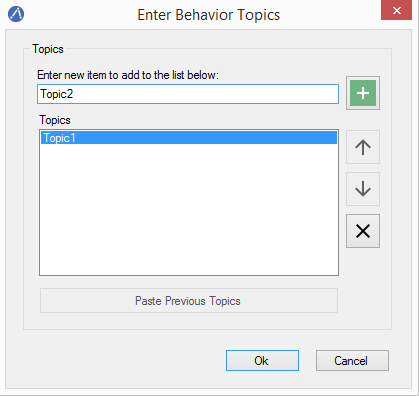 Enter Behavior Topics
Topics
Enter new item to add to the list below:
Topic2
Topics
Topic1
Paste Previous Topics
Ok
Cancel